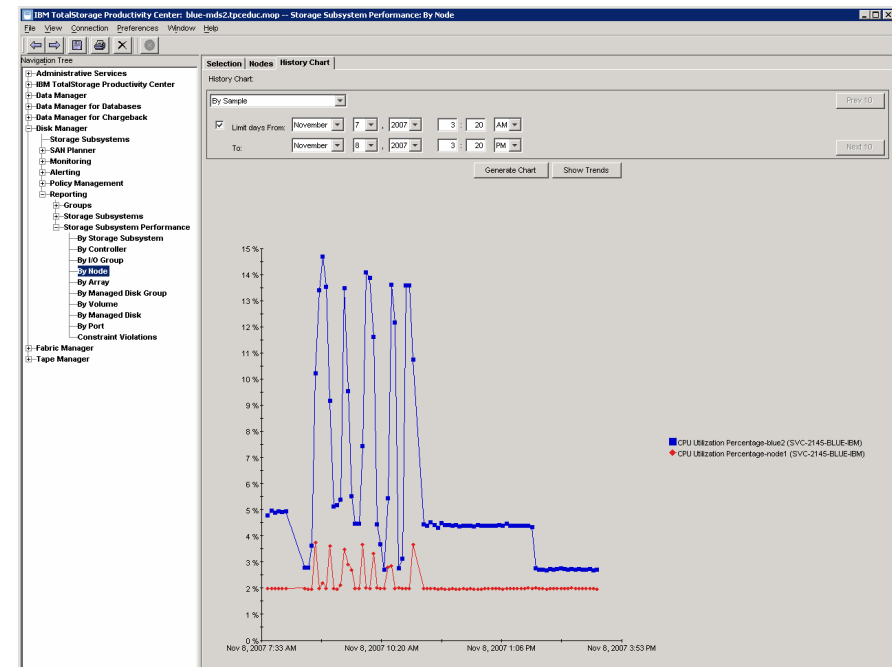 IBM TotalStorage Productivity Center: blue-mds2.tpceduc.mop -- Storage Subsystem Performance: By Node
File View Connection Preferences Window Help
Navigation Tree
Administrative Services
IBM TotalStorage Productivity Center
Data Manager
Data Manager for Databases
Data Manager for Chargeback
Disk Manager
Storage Subsystems
SAN Planner
Monitoring
Alerting
Policy Management
Reporting
Groups
Storage Subsystems
Storage Subsystem Performance
By Storage Subsystem
By Controller
By I/O Group
By Node
By Array
By Managed Disk Group
By Volume
By Managed Disk
By Port
Constraint Violations
Fabric Manager
Tape Manager
Selection Nodes History Chart
History Chart:
By Sample
Prev 10
Limit days From: November 7 , 2007 3 : 20 AM
To: November 8 , 2007 3 : 20 PM
Next 10
Generate Chart Show Trends
15 %
14 %
13 %
12 %
11 %
10 %
9 %
8 %
7 %
6 %
5 %
4 %
3 %
2 %
1 %
0 %
Nov 8, 2007 7:33 AM Nov 8, 2007 10:20 AM Nov 8, 2007 1:06 PM Nov 8, 2007 3:53 PM
CPU Utilization Percentage-blue2 (SVC-2145-BLUE-IBM)
CPU Utilization Percentage-node1 (SVC-2145-BLUE-IBM)